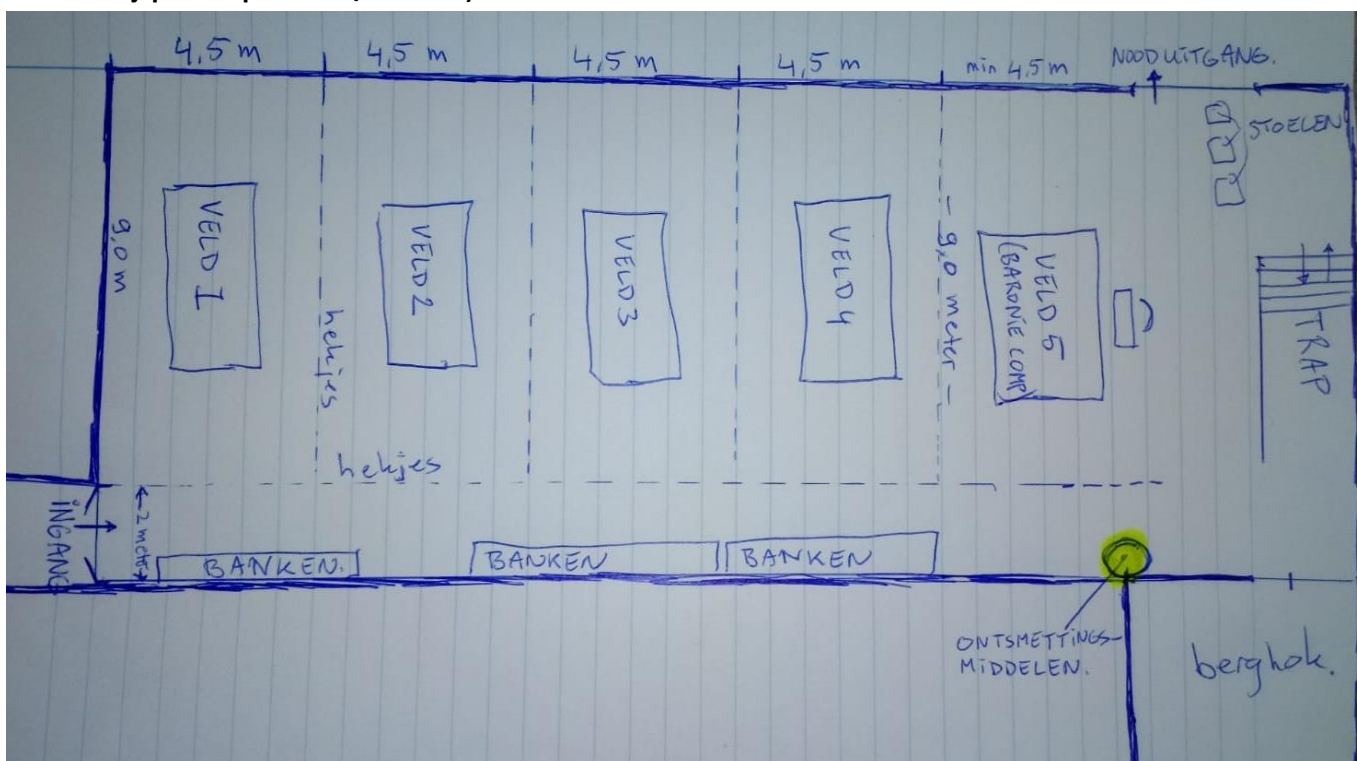 4,5 m
4,5 m
4,5 m
4,5 m
min 4,5 m
NOODUITGANG.
STOELEN
9,0 m
VELD 1
VELD 2
VELD 3
VELD 4
VELD 5
(BARONIE COMP)
- 9,0 meter -
hekjes
hekjes
TRAP
INGANG
2 meter
BANKEN.
BANKEN
BANKEN
ONTSMETTINGS-
MIDDELEN.
berghok.